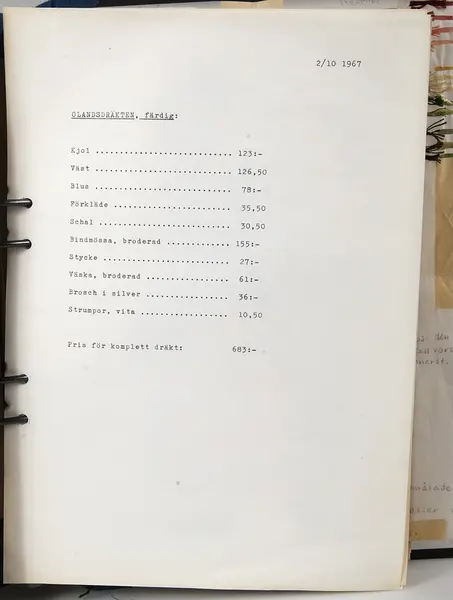 2/10 1967
OLANDSDRÄKTEN, färdig:
Kjol ........................... 123:-
Väst ........................... 126,50
Blus ........................... 78:-
Förkläde .................... 35,50
Schal .......................... 30,50
Bindmössa, broderad ........... 155:-
Stycke ...................... 27:-
Väska, broderad .............. 61:-
Brosch i silver .............. 36:-
Strumpor, vita ............... 10,50
Pris för komplett dräkt: 683:-